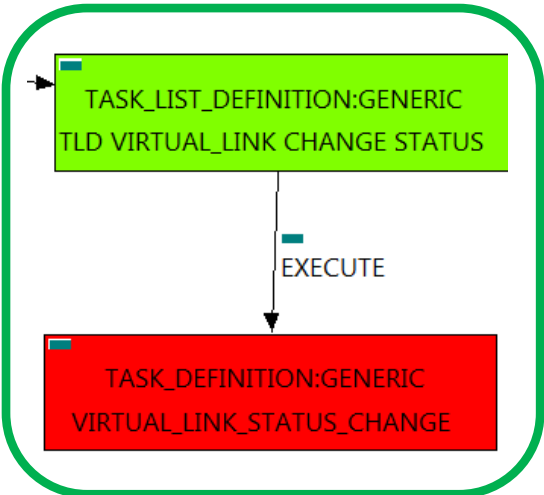 TASK_LIST_DEFINITION:GENERIC
TLD VIRTUAL_LINK CHANGE STATUS
EXECUTE
TASK_DEFINITION:GENERIC
VIRTUAL_LINK_STATUS_CHANGE